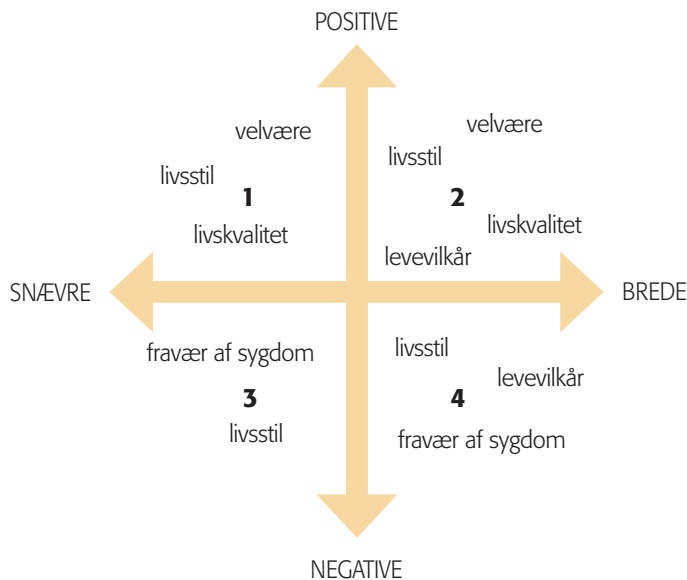 POSITIVE
velvære
livsstil
1
livskvalitet
velvære
livsstil
2
livskvalitet
levevilkår
SNÆVRE
BREDE
fravær af sygdom
3
livsstil
livsstil
levevilkår
4
fravær af sygdom
NEGATIVE